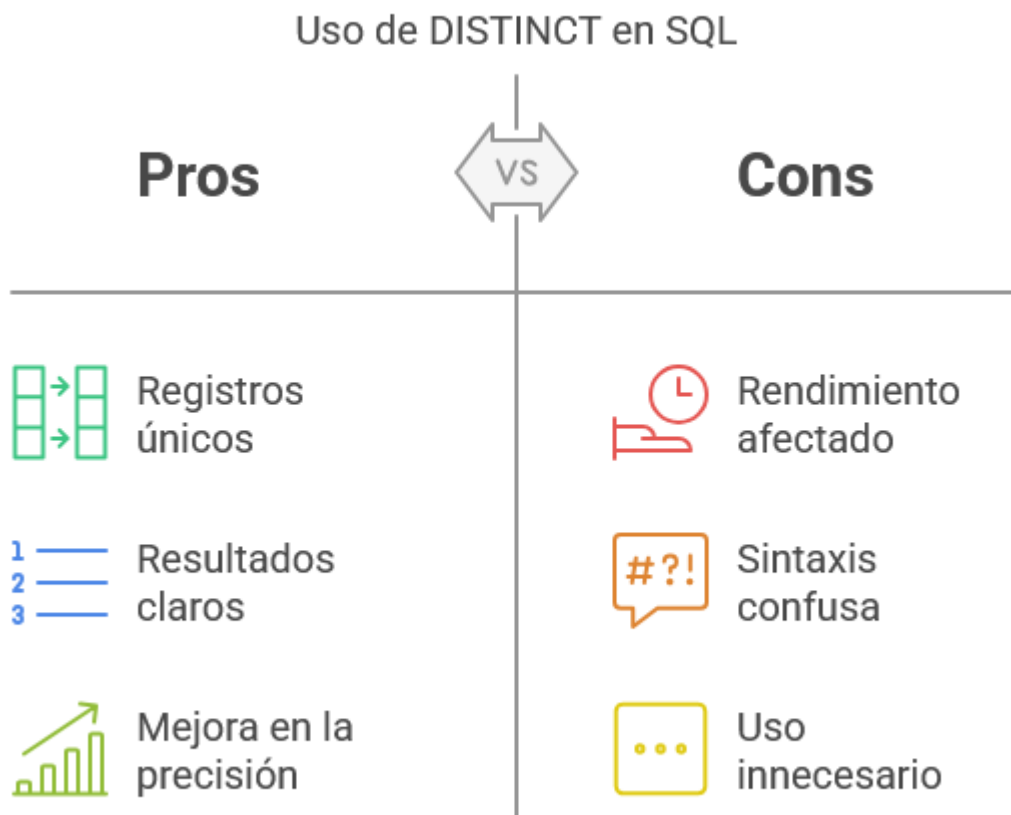 Uso de DISTINCT en SQL
Pros
VS
Cons
Registros
únicos
1
2
3
Resultados
claros
Mejora en la
precisión
Rendimiento
afectado
#?!
Sintaxis
confusa
Uso
innecesario